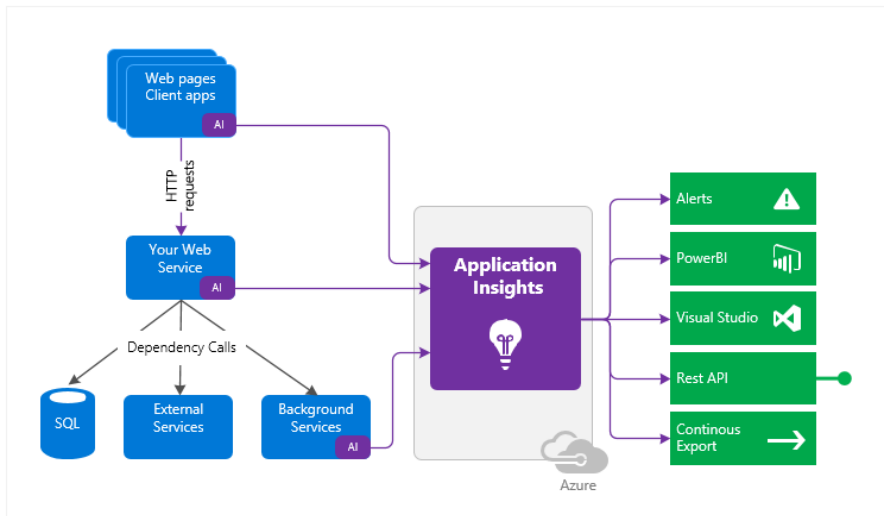 Web pages
Client apps
AI
HTTP
requests
Your Web
Service
AI
Dependency Calls
SQL
External
Services
Background
Services
AI
Application
Insights
Azure
Alerts
PowerBI
Visual Studio
Rest API
Continous
Export